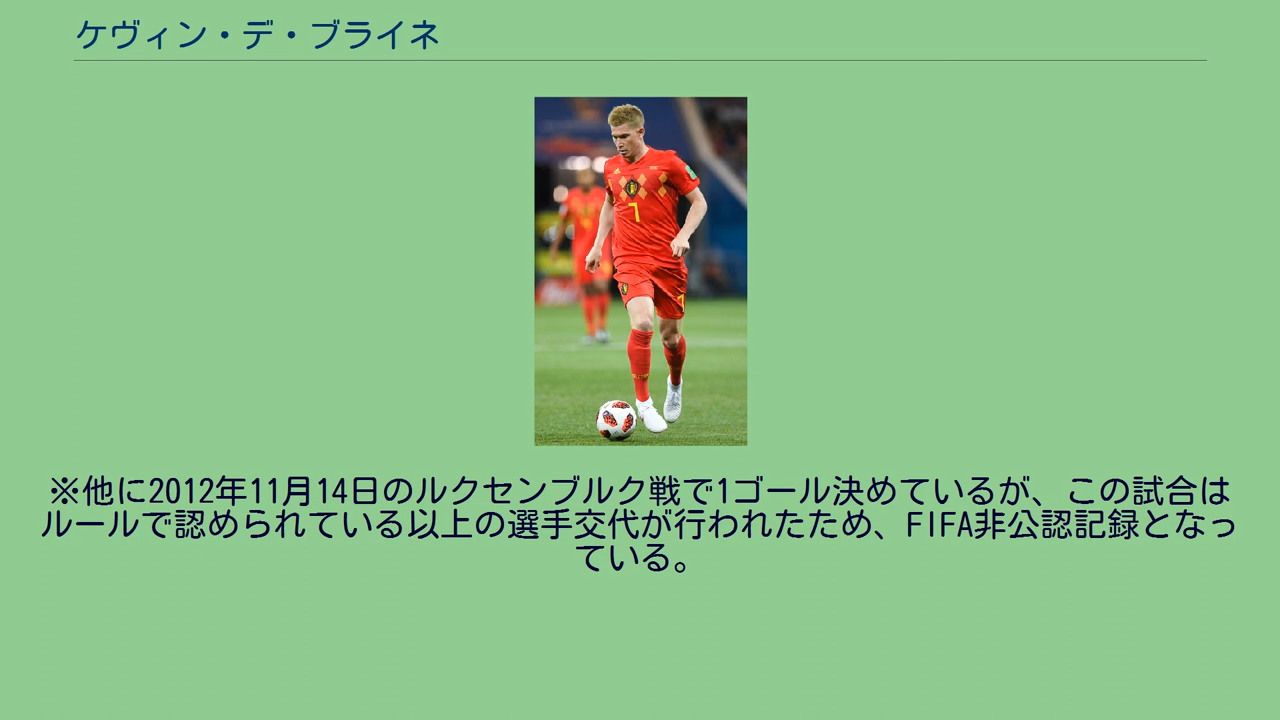 ケヴィン・デ・ブライネ
7
7
※他に2012年11月14日のルクセンブルク戦で1ゴール決めているが、この試合は
ルールで認められている以上の選手交代が行われたため、FIFA非公認記録となっ
ている。